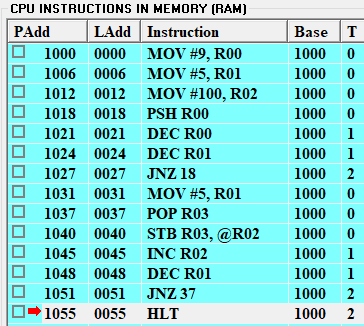 CPU INSTRUCTIONS IN MEMORY (RAM)
PAdd LAdd Instruction Base T
1000 0000 MOV #9, R00 1000 0
1006 0006 MOV #5, R01 1000 0
1012 0012 MOV #100, R02 1000 0
1018 0018 PSH R00 1000 0
1021 0021 DEC R00 1000 1
1024 0024 DEC R01 1000 1
1027 0027 JNZ 18 1000 2
1031 0031 MOV #5, R01 1000 0
1037 0037 POP R03 1000 0
1040 0040 STB R03, @R02 1000 0
1045 0045 INC R02 1000 1
1048 0048 DEC R01 1000 1
1051 0051 JNZ 37 1000 2
1055 0055 HLT 1000 2